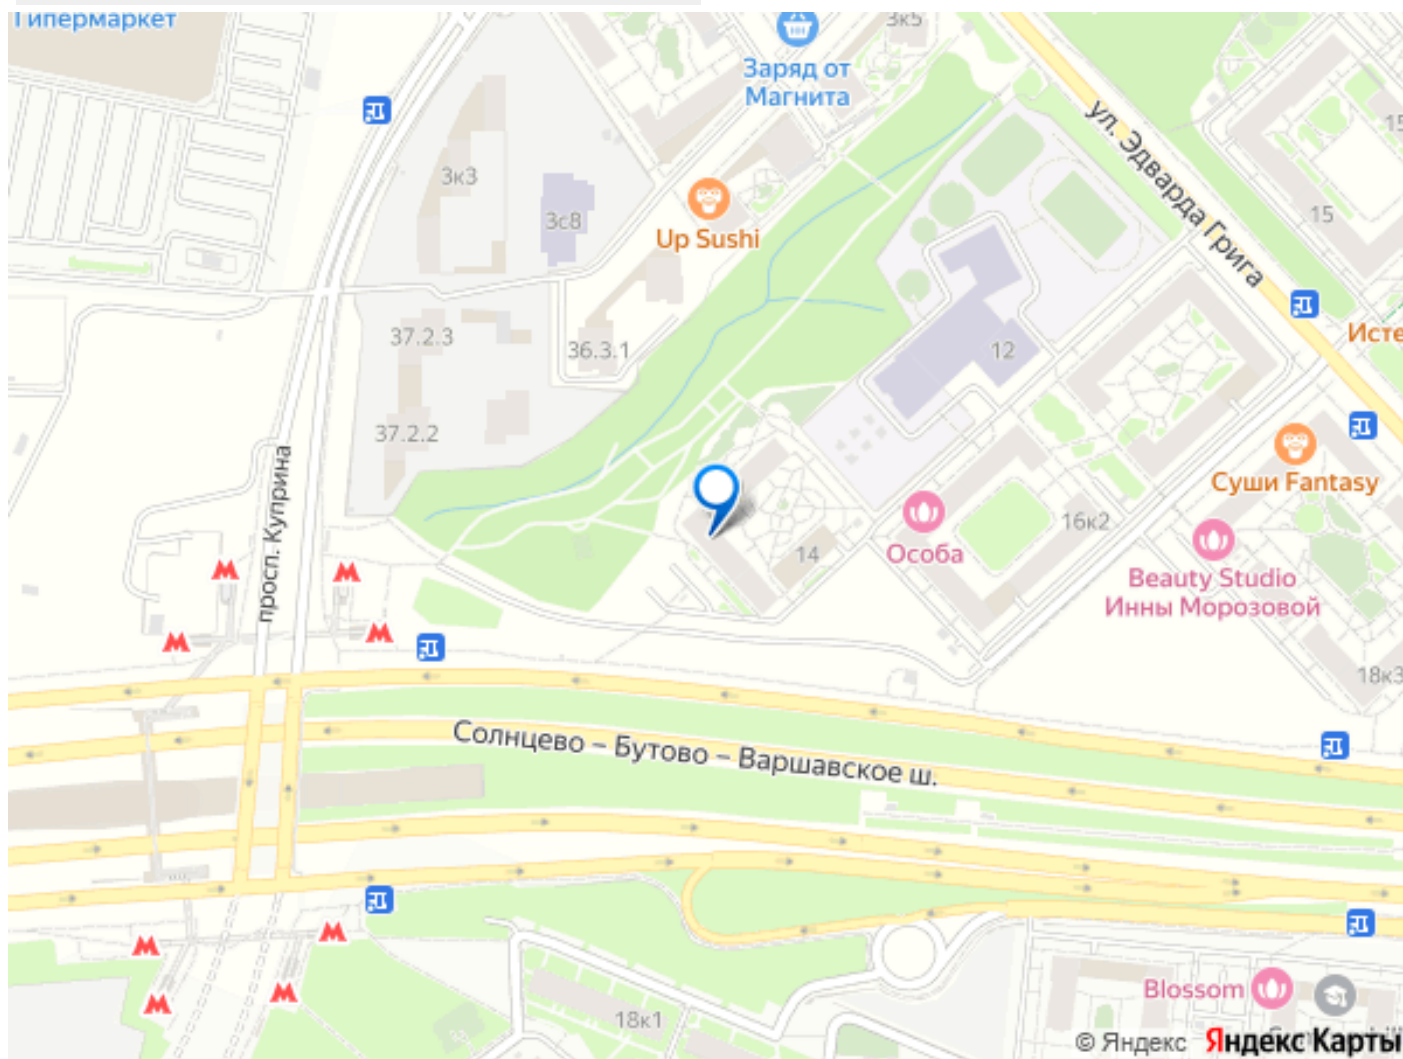 Гипермаркет
3к5
Заряд от
Магнита
15
ул. Эдварда Грига
3к3
3с8
15
Up Sushi
Исте
37.2.3
36.3.1
12
37.2.2
просп. Куприна
Суши Fantasy
16к2
Особа
14
Beauty Studio
Инны Морозовой
18к3
Солнцево – Бутово – Варшавское ш.
Blossom
18к1
© Яндекс Яндекс Карты